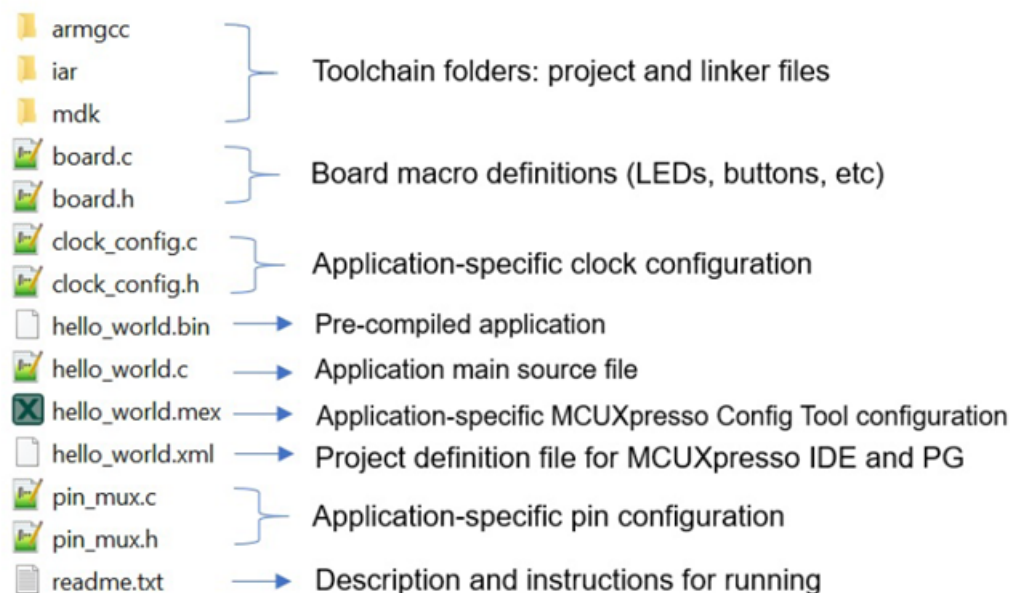 armgcc
iar
mdk
Toolchain folders: project and linker files
board.c
board.h
Board macro definitions (LEDs, buttons, etc)
clock_config.c
clock_config.h
Application-specific clock configuration
hello_world.bin
Pre-compiled application
hello_world.c
Application main source file
hello_world.mex
Application-specific MCUXpresso Config Tool configuration
hello_world.xml
Project definition file for MCUXpresso IDE and PG
pin_mux.c
pin_mux.h
Application-specific pin configuration
readme.txt
Description and instructions for running